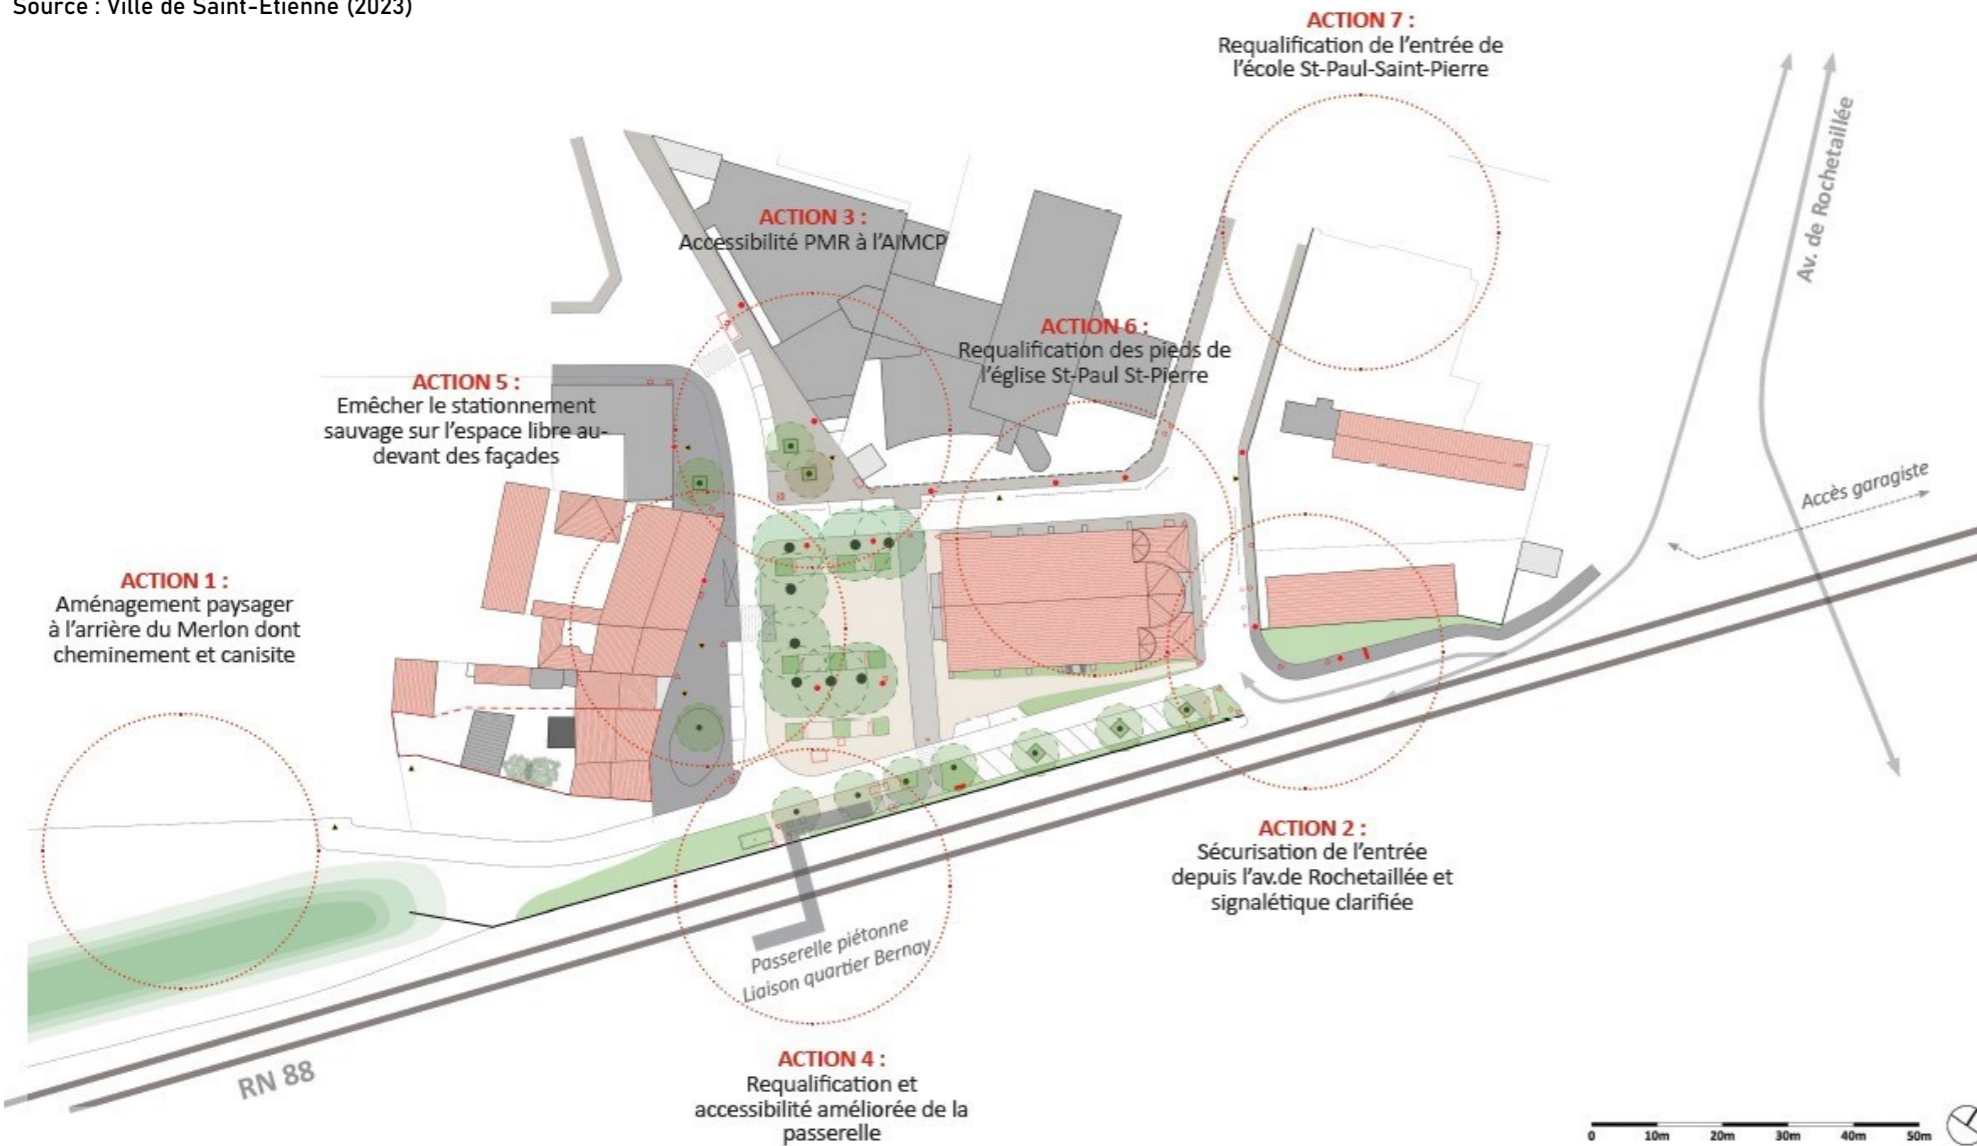 Source : Ville de Saint-Etienne (2023)
ACTION 7 :
Requalification de l'entrée de
l'école St-Paul-Saint-Pierre
Av. de Rochetaillée
ACTION 3 :
Accessibilité PMR à l'AIMCP
ACTION 6 :
Requalification des pieds de
l'église St-Paul St-Pierre
ACTION 5 :
Emêcher le stationnement
sauvage sur l'espace libre au-
devant des façades
Accès garagiste
ACTION 1 :
Aménagement paysager
à l'arrière du Merlon dont
cheminement et canisite
ACTION 2 :
Sécurisation de l'entrée
depuis l'av.de Rochetaillée et
signalétique clarifiée
Passerelle piétonne
Liaison quartier Bernay
RN 88
ACTION 4 :
Requalification et
accessibilité améliorée de la
passerelle
0 10m 20m 30m 40m 50m